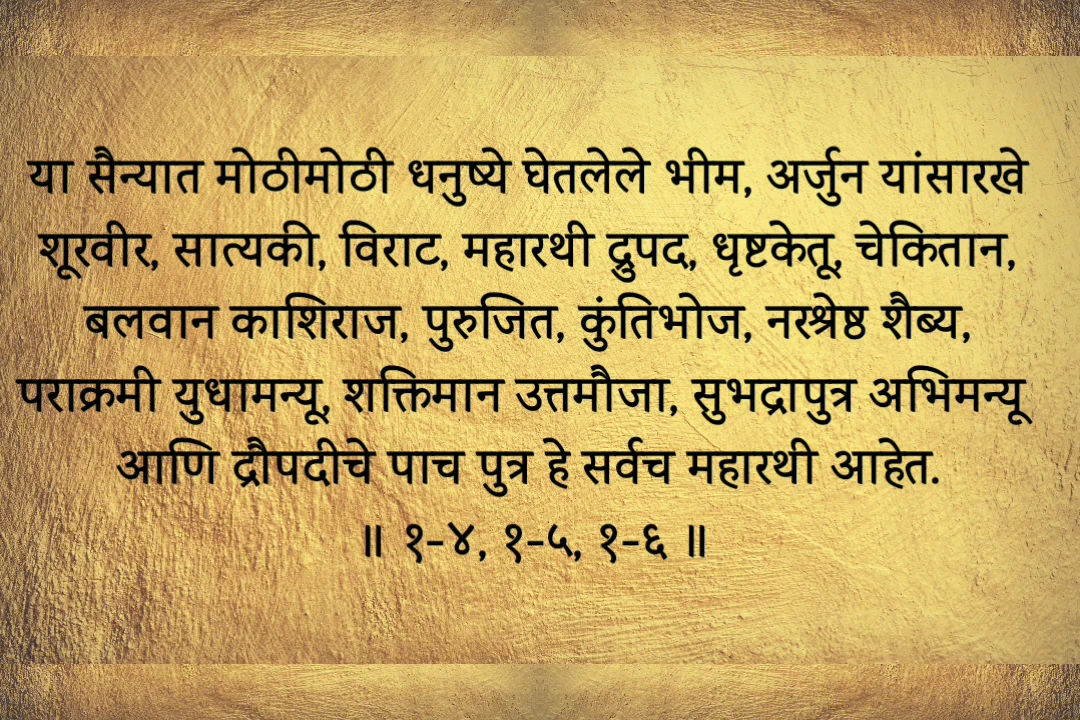 या सैन्यात मोठीमोठी धनुष्ये घेतलेले भीम, अर्जुन यांसारखे
शूरवीर, सात्यकी, विराट, महारथी द्रुपद, धृष्टकेतू, चेकितान,
बलवान काशिराज, पुरुजित, कुंतिभोज, नरश्रेष्ठ शैब्य,
पराक्रमी युधामन्यू, शक्तिमान उत्तमौजा, सुभद्रापुत्र अभिमन्यू
आणि द्रौपदीचे पाच पुत्र हे सर्वच महारथी आहेत.
॥ १-४, १-५, १-६ ॥